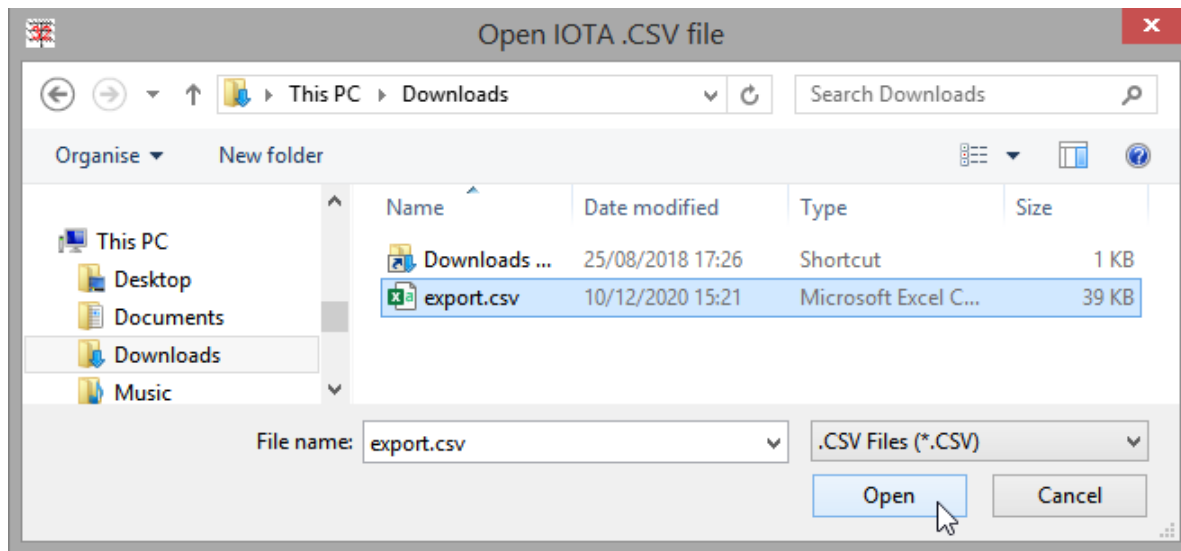 Open IOTA .CSV file
This PC Downloads Search Downloads
Organise New folder
Name Date modified Type Size
This PC
Desktop
Documents
Downloads
Music
Downloads ... 25/08/2018 17:26 Shortcut 1 KB
export.csv 10/12/2020 15:21 Microsoft Excel C... 39 KB
File name: export.csv .CSV Files (*.CSV)
Open Cancel